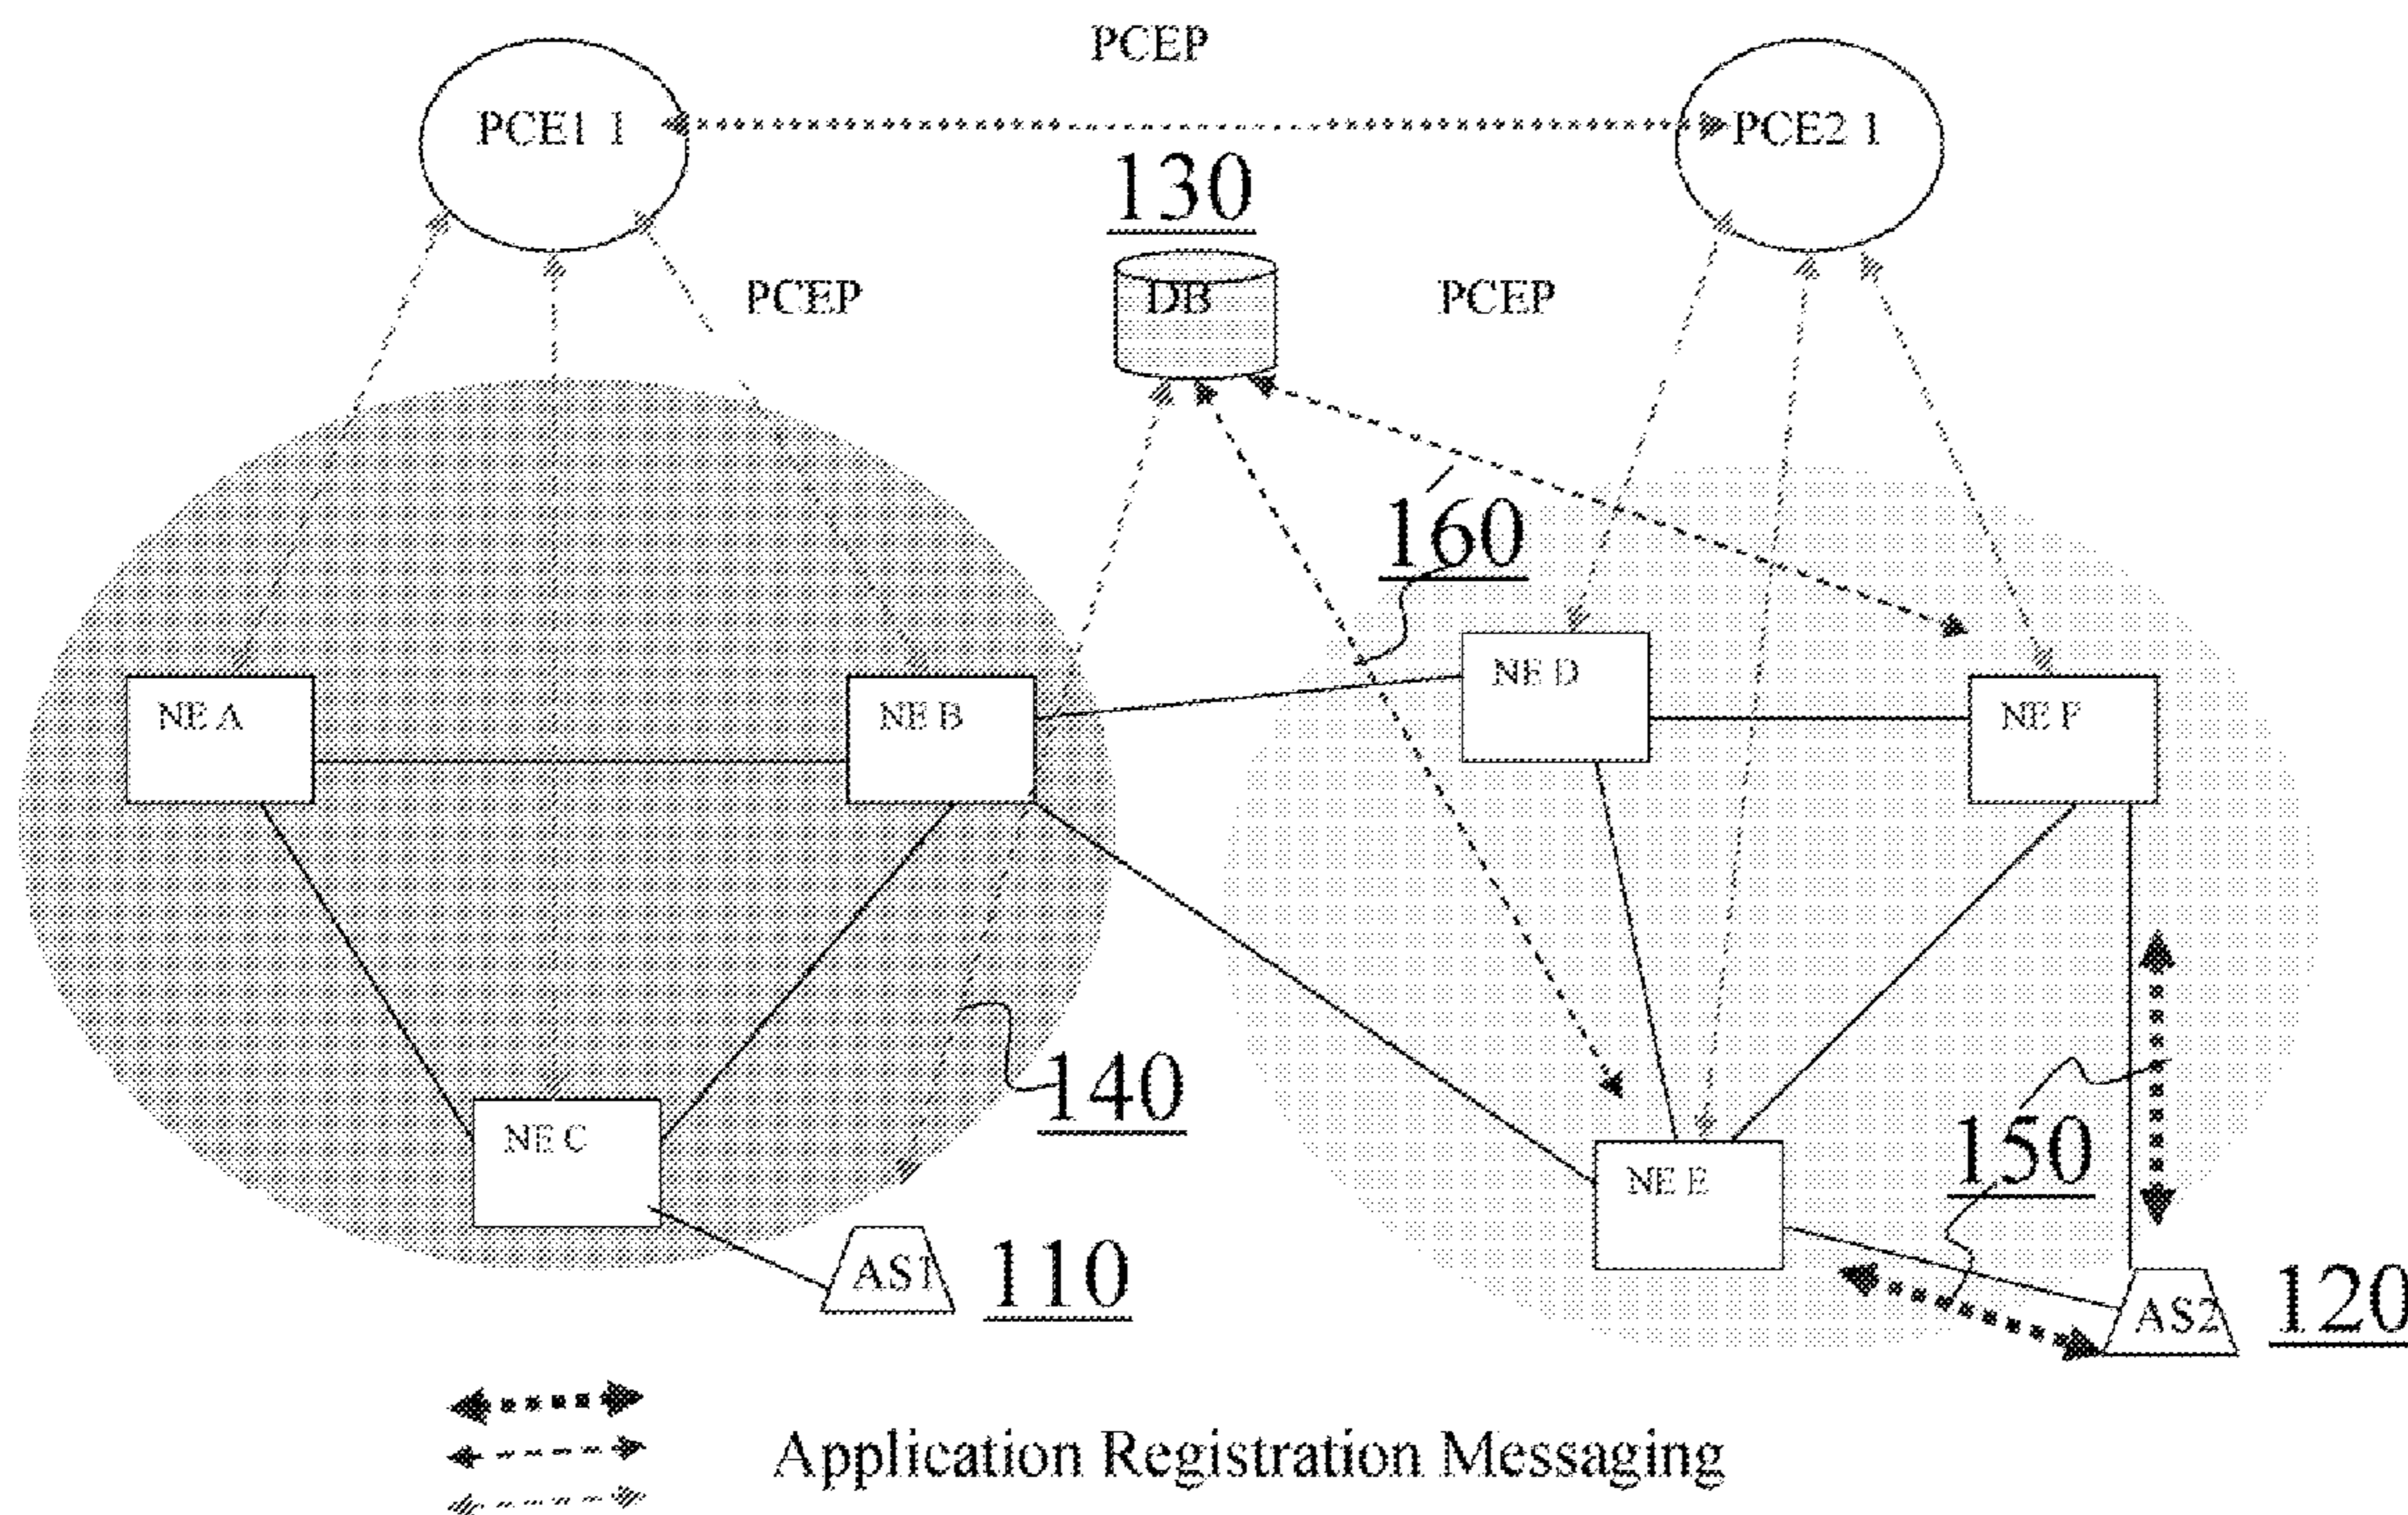 PCEP
PCE1 1
PCE2 1
130
DB
PCEP
PCEP
160
NE A
NE B
NE D
NE F
140
NE C
NE E
150
AS1
110
AS2
120
Application Registration Messaging